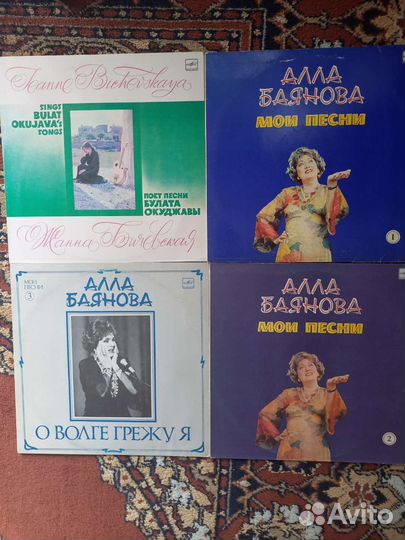 Jeanne Bichevskaya
SINGS
BULAT
OKUJAVA'S
SONGS
ПОЕТ ПЕСНИ
БУЛАТА
ОКУДЖАВЫ
Жанна Бичевская
АЛЛА
БАЯНОВА
МОИ ПЕСНИ
1
МОИ
ПЕСНИ
3
АЛЛА
БАЯНОВА
О ВОЛГЕ ГРЕЖУ Я
АЛЛА
БАЯНОВА
МОИ ПЕСНИ
2
Avito